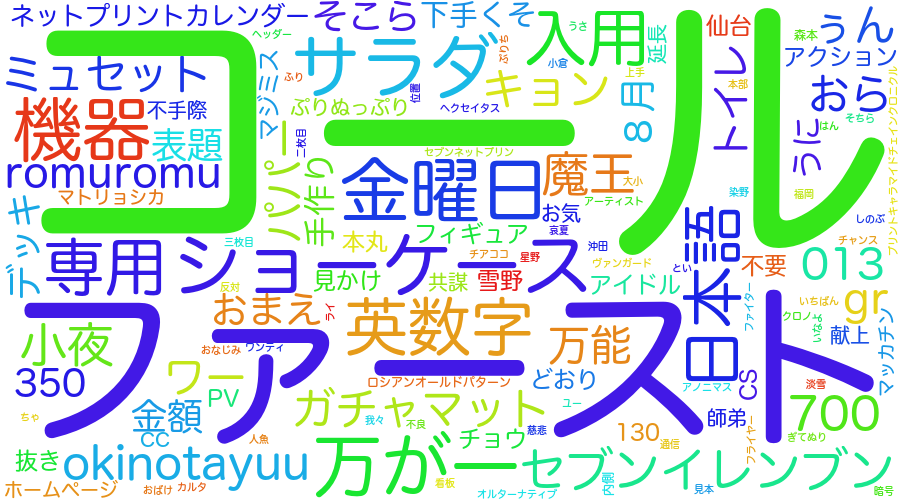 ネットプリントカレンダー
そこら
下手くそ
入用
仙台
うさ
森本
うん
ヘッダー
ぷりち
延長
小倉
上手
アクション
コール
サラダ
キョン
8月
トイレ
本部
おら
そちら
ミュセット
マジミス
ふり
位置
ヘクセイタス
機器
不手際
ぷりぬっぷり
はん
表題
パパパー
二枚目
セブンネットプリン
うに
プリントキャラマイドチェインクロニクル
romuromu
手作り
金曜日
魔王
大小
染野
福岡
マトリョシカ
アーティスト
デッキ
お気
日本語
しのぶ
三枚目
本丸
フィギュア
哀夏
沖田
チャンス
専用
ショーケース
チアココ
星野
ヴァンガード
とい
不要
013
反対
見かけ
共謀
雪野
アイドル
ファイター
いちばん
gr
ファースト
おまえ
ライ
英数字
クロノ
いなよ
献上
マッカチン
小夜
おなじみ
ワンティ
万能
350
ワー
ロシアンオールドパターン
どおり
アノニマス
CS
淡雪
PV
ガチャマット
ユー
師弟
700
ちゃ
金額
我々
不良
慈悲
CC
人魚
チョウ
130
通信
フライヤー
ぎてぬり
抜き
okinotayuu
万が一
セブンイレンブン
ホームページ
おばけ
カルタ
看板
オルターナティブ
内側
見本
暗号